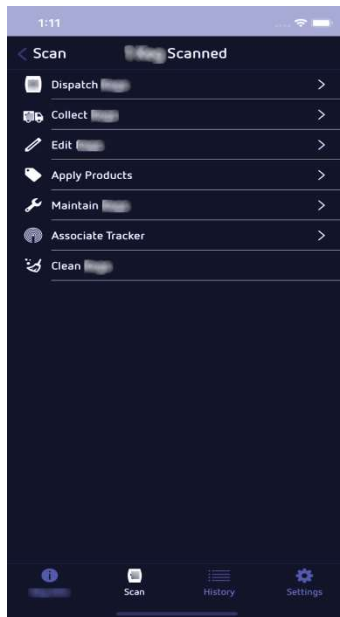 1:11
Scan
Scanned
Dispatch
Collect
Edit
Apply Products
Maintain
Associate Tracker
Clean
Scan
History
Settings